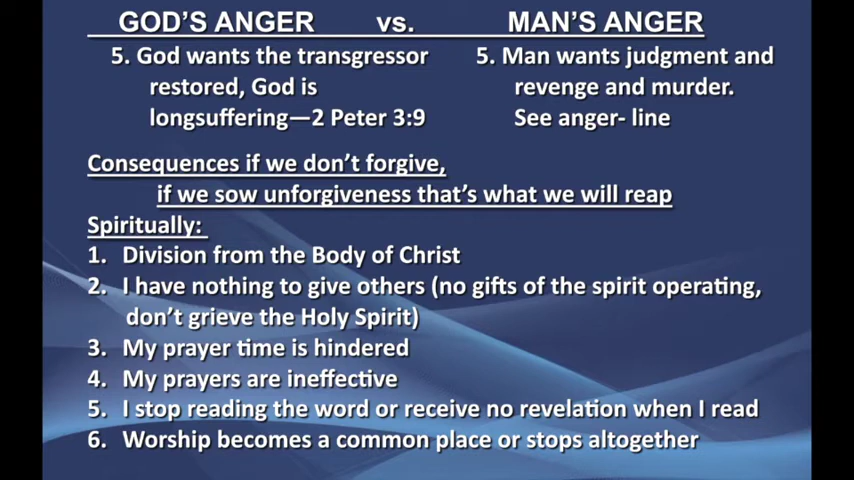 GOD'S ANGER vs. MAN'S ANGER
5. God wants the transgressor
restored, God is
longsuffering—2 Peter 3:9
5. Man wants judgment and
revenge and murder.
See anger- line
Consequences if we don't forgive,
if we sow unforgiveness that's what we will reap
Spiritually:
1. Division from the Body of Christ
2. I have nothing to give others (no gifts of the spirit operating,
don't grieve the Holy Spirit)
3. My prayer time is hindered
4. My prayers are ineffective
5. I stop reading the word or receive no revelation when I read
6. Worship becomes a common place or stops altogether